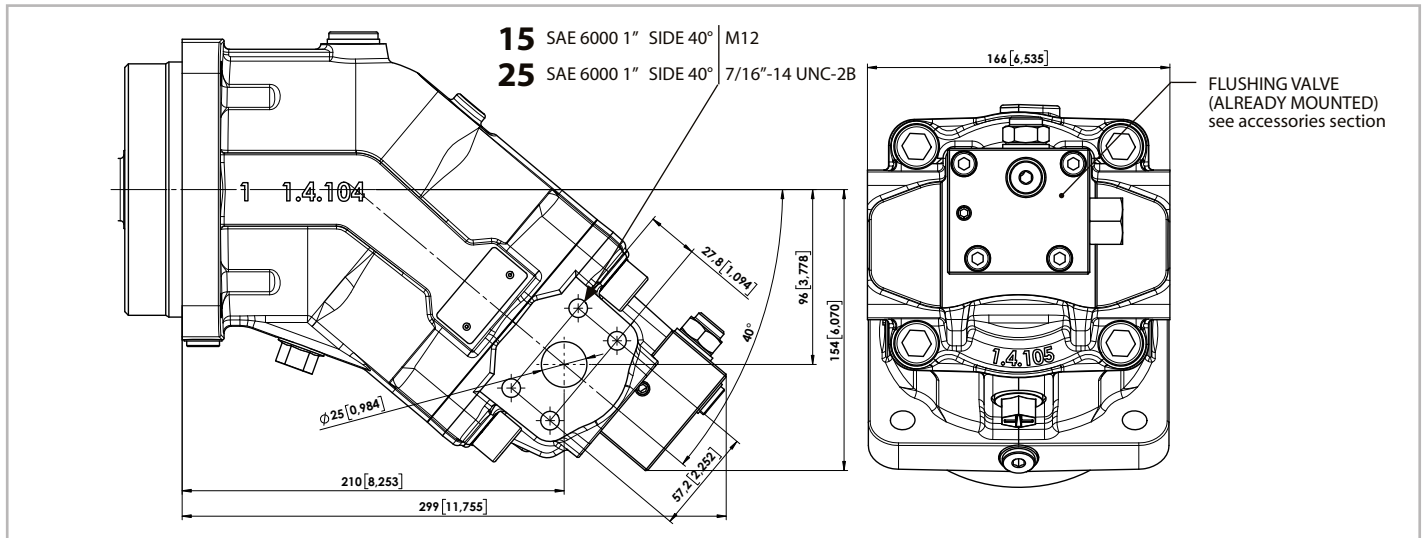 15 SAE 6000 1” SIDE 40° M12
25 SAE 6000 1” SIDE 40° 7/16”-14 UNC-2B
166[6,535]
FLUSHING VALVE
(ALREADY MOUNTED)
see accessories section
1 1.4.104
27,8[1,094]
96[3,778]
40°
154[6,070]
1.4.105
Ø25[0,984]
57,2[2,252]
210[8,253]
299[11,755]